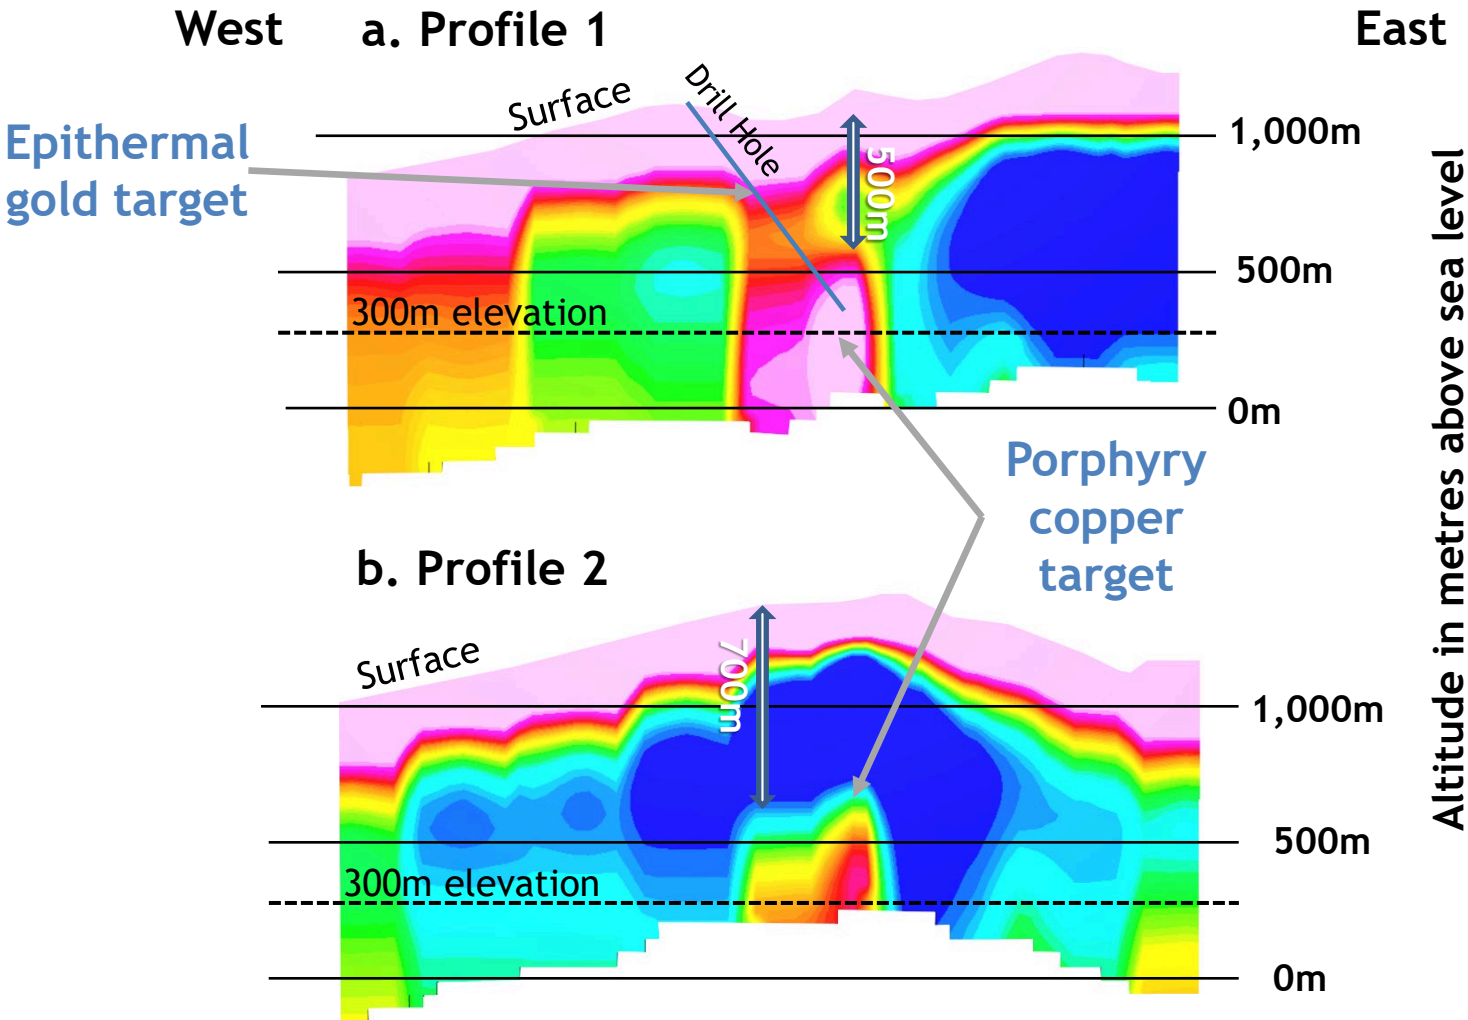 West
a. Profile 1
East
Surface
Drill Hole
Epithermal
gold target
1,000m
500m
500m
300m elevation
0m
Porphyry
copper
target
Altitude in metres above sea level
b. Profile 2
Surface
700m
1,000m
500m
300m elevation
0m